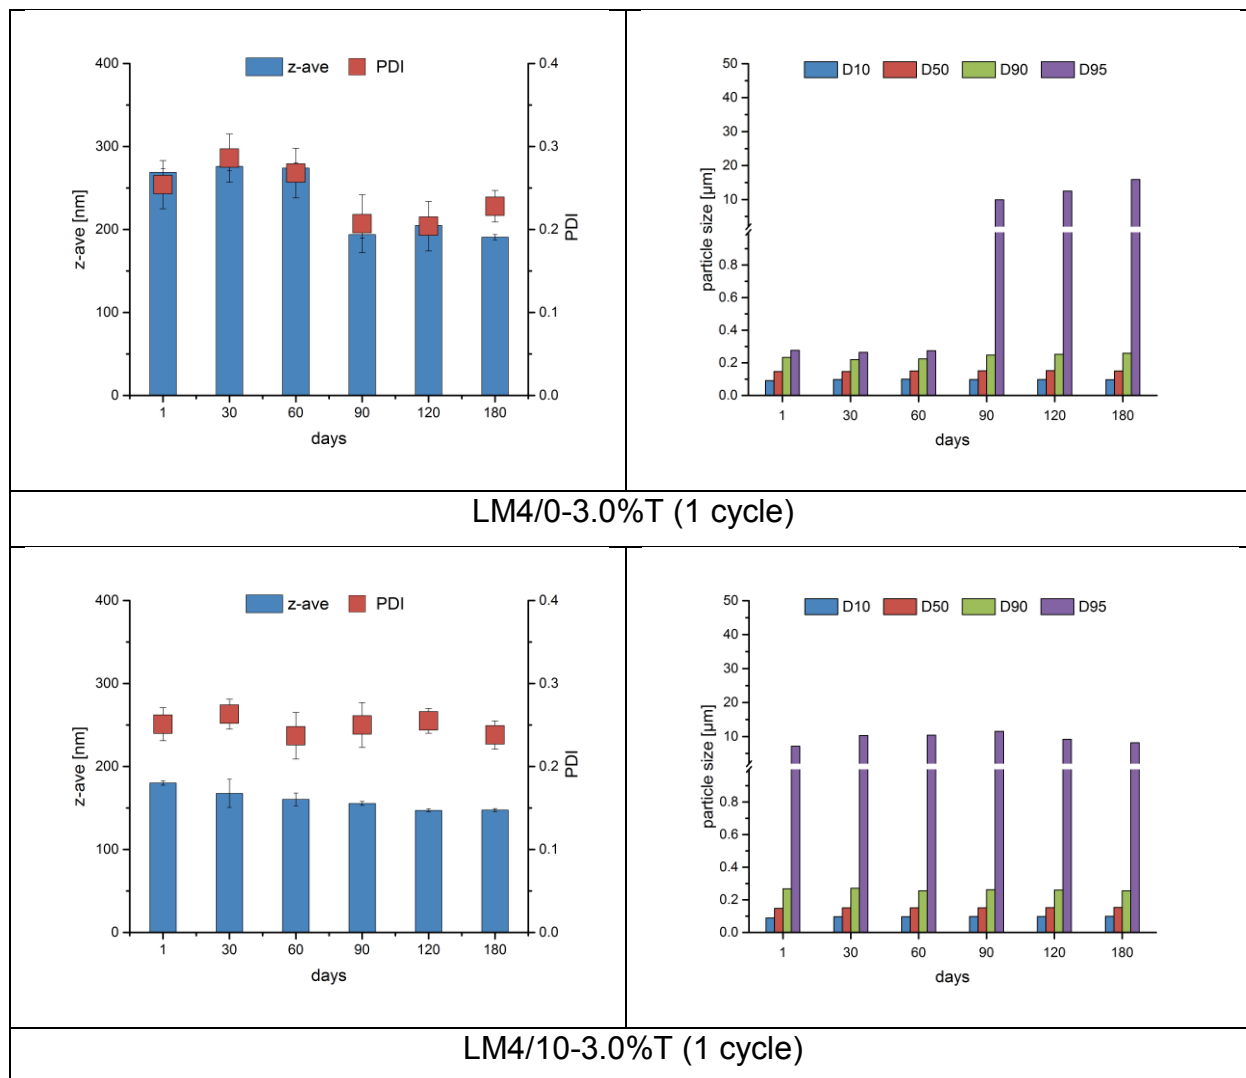 z-ave PDI
400
300
200
100
0
z-ave [nm]
0.4
0.3
0.2
0.1
0.0
PDI
1 30 60 90 120 180
days
D10 D50 D90 D95
50
40
30
20
10
0.8
0.6
0.4
0.2
0.0
particle size [µm]
1 30 60 90 120 180
days
LM4/0-3.0%T (1 cycle)
z-ave PDI
400
300
200
100
0
z-ave [nm]
0.4
0.3
0.2
0.1
0.0
PDI
1 30 60 90 120 180
days
D10 D50 D90 D95
50
40
30
20
10
0.8
0.6
0.4
0.2
0.0
particle size [µm]
1 30 60 90 120 180
days
LM4/10-3.0%T (1 cycle)